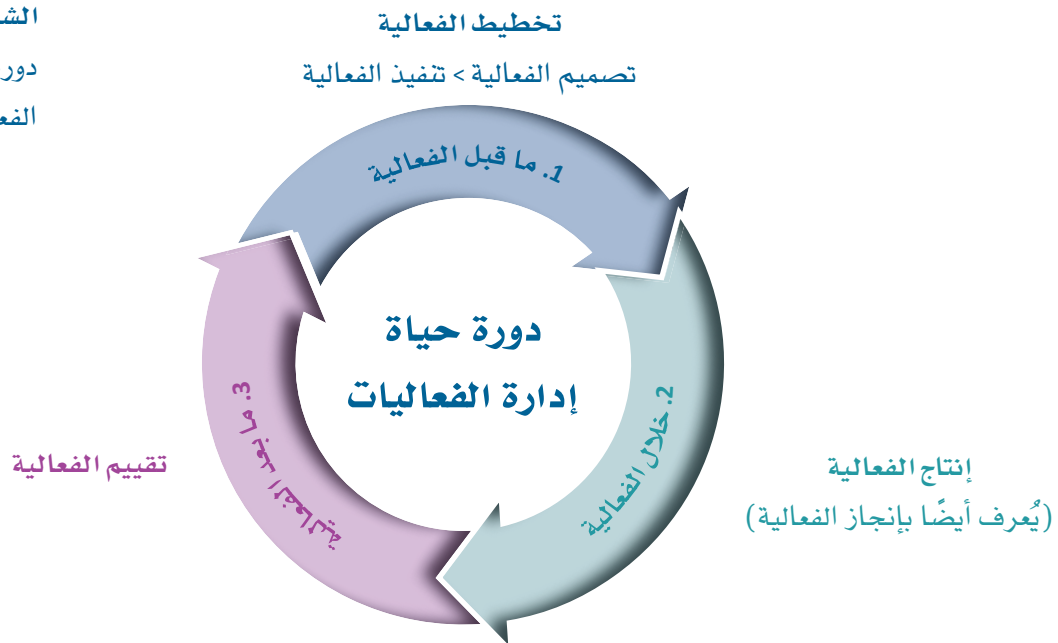 دور
تخطيط الفعالية
تصميم الفعالية > تنفيذ الفعالية
1. ما قبل الفعالية
دورة حياة
إدارة الفعاليات
2. خلال الفعالية
إنتاج الفعالية
(يُعرف أيضًا بإنجاز الفعالية)
3. ما بعد الفعالية
تقييم الفعالية